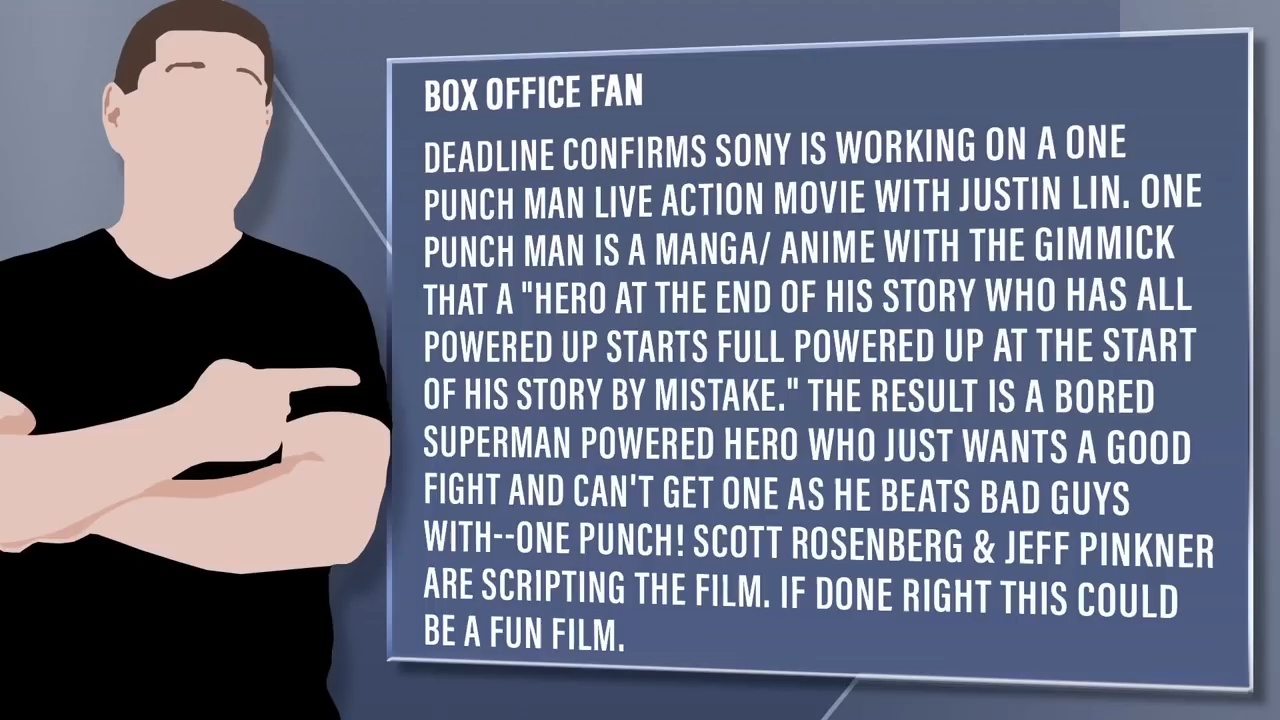 BOX OFFICE FAN
DEADLINE CONFIRMS SONY IS WORKING ON A ONE
PUNCH MAN LIVE ACTION MOVIE WITH JUSTIN LIN. ONE
PUNCH MAN IS A MANGA/ ANIME WITH THE GIMMICK
THAT A "HERO AT THE END OF HIS STORY WHO HAS ALL
POWERED UP STARTS FULL POWERED UP AT THE START
OF HIS STORY BY MISTAKE." THE RESULT IS A BORED
SUPERMAN POWERED HERO WHO JUST WANTS A GOOD
FIGHT AND CAN'T GET ONE AS HE BEATS BAD GUYS
WITH--ONE PUNCH! SCOTT ROSENBERG & JEFF PINKNER
ARE SCRIPTING THE FILM. IF DONE RIGHT THIS COULD
BE A FUN FILM.